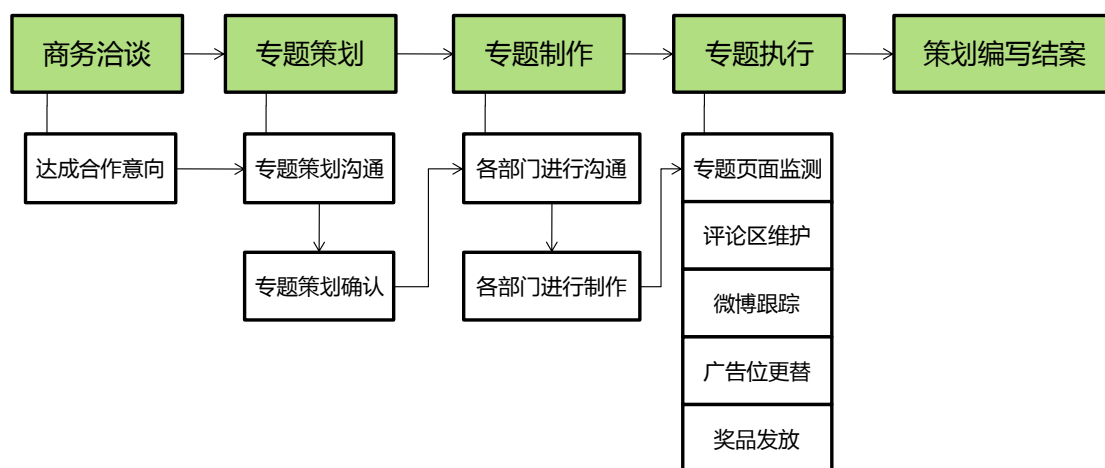 商务洽谈
专题策划
专题制作
专题执行
策划编写结案
达成合作意向
专题策划沟通
各部门进行沟通
专题页面监测
评论区维护
专题策划确认
各部门进行制作
微博跟踪
广告位更替
奖品发放